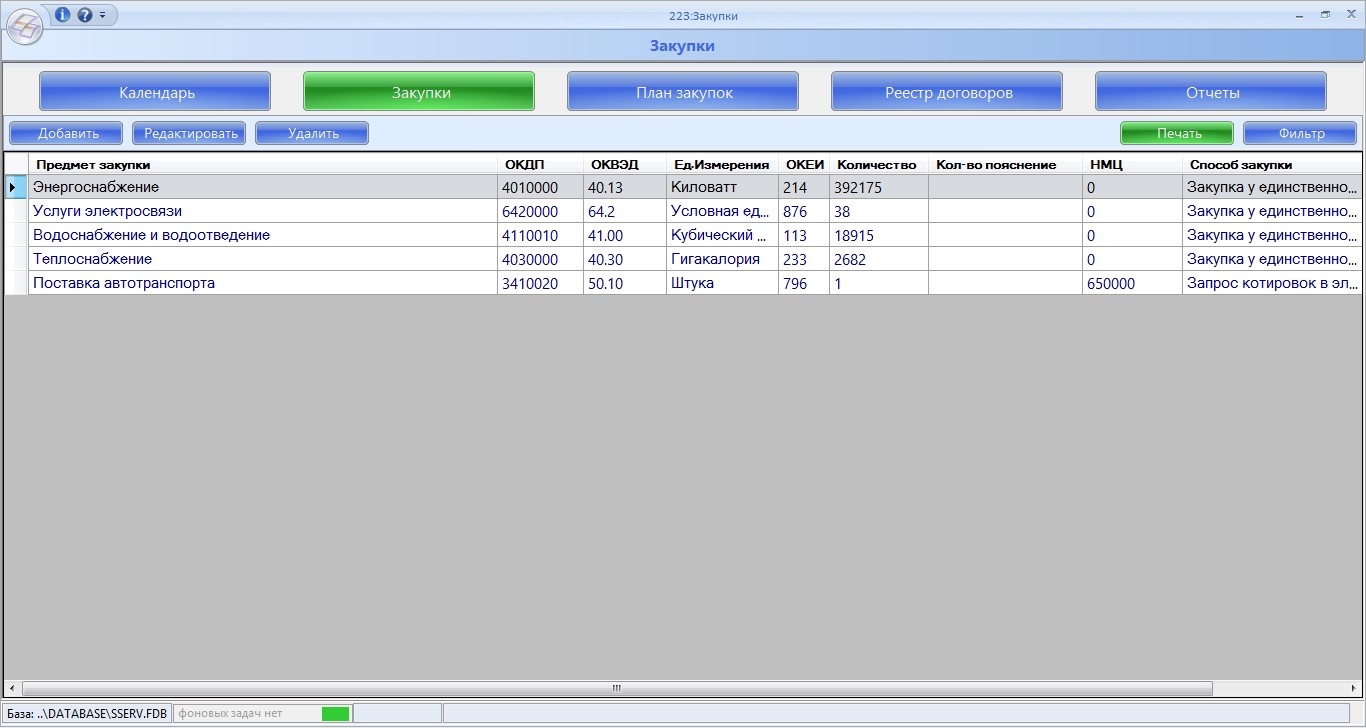 223:Закупки
Закупки
Календарь Закупки План закупок Реестр договоров Отчеты
Добавить Редактировать Удалить Печать Фильтр
Предмет закупки ОКДП ОКВЭД Ед.Измерения ОКЕИ Количество Кол-во пояснение НМЦ Способ закупки
Энергоснабжение 4010000 40.13 Киловатт 214 392175 0 Закупка у единственно...
Услуги электросвязи 6420000 64.2 Условная ед... 876 38 0 Закупка у единственно...
Водоснабжение и водоотведение 4110010 41.00 Кубический ... 113 18915 0 Закупка у единственно...
Теплоснабжение 4030000 40.30 Гигакалория 233 2682 0 Закупка у единственно...
Поставка автотранспорта 3410020 50.10 Штука 796 1 650000 Запрос котировок в эл...
База: ..\DATABASE\SSERV.FDB фоновых задач нет